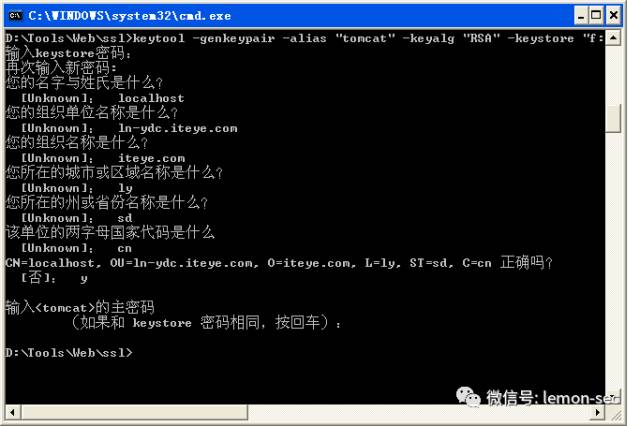 C:\WINDOWS\system32\cmd.exe
D:\Tools\Web\ssl>keytool -genkeypair -alias "tomcat" -keyalg "RSA" -keystore "f:
输入keystore密码：
再次输入新密码:
您的名字与姓氏是什么？
[Unknown]： localhost
您的组织单位名称是什么？
[Unknown]： ln-ydc.iteye.com
您的组织名称是什么？
[Unknown]： iteye.com
您所在的城市或区域名称是什么？
[Unknown]： ly
您所在的州或省份名称是什么？
[Unknown]： sd
该单位的两字母国家代码是什么
[Unknown]： cn
CN=localhost, OU=ln-ydc.iteye.com, O=iteye.com, L=ly, ST=sd, C=cn 正确吗？
[否]： y
输入<tomcat>的主密码
（如果和 keystore 密码相同，按回车）：
D:\Tools\Web\ssl>
微信号: lemon-sec